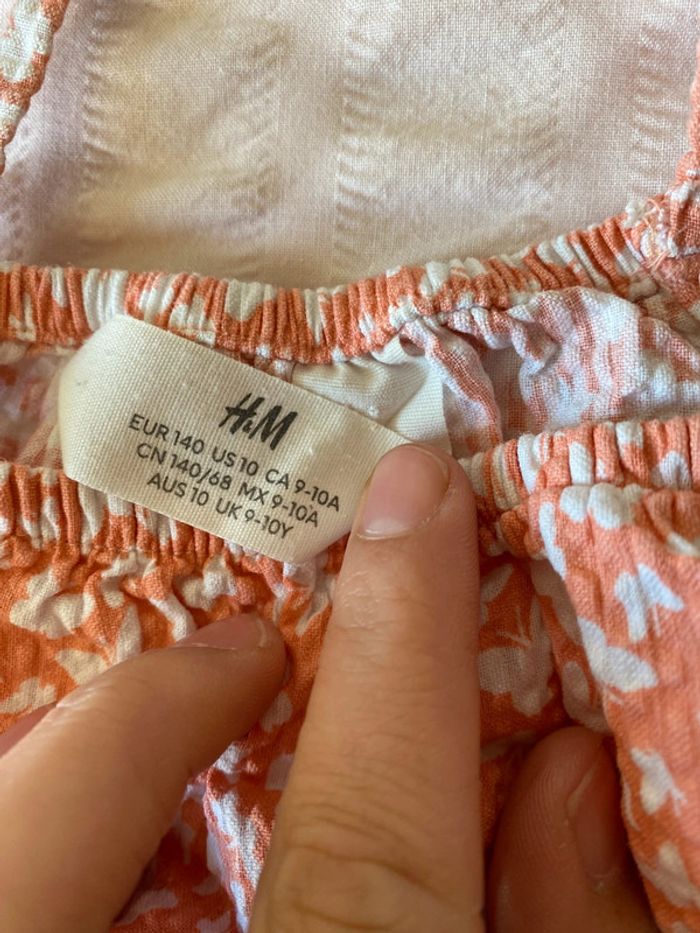 H&M
EUR 140 US 10 CA 9-10A
CN 140/68 MX 9-10A
AUS 10 UK 9-10Y